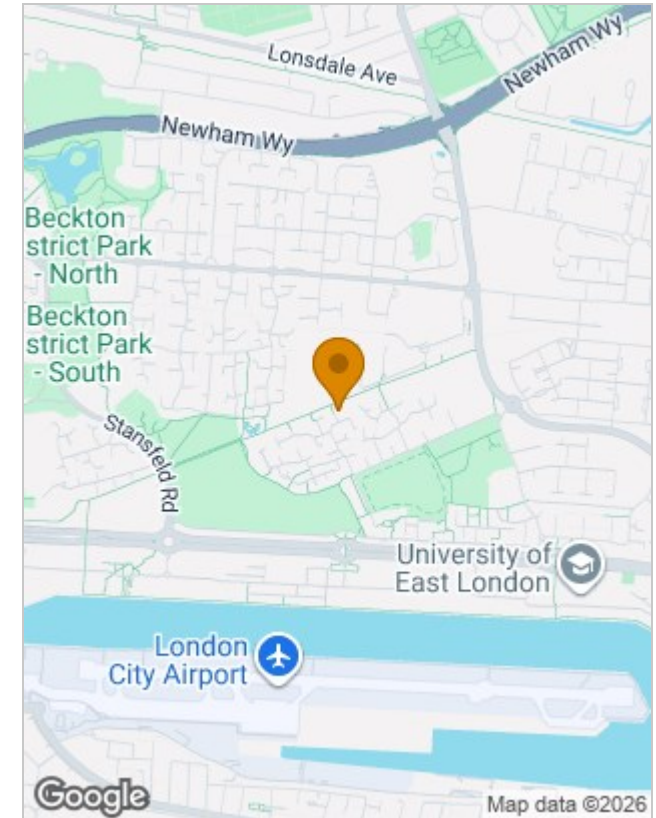 Lonsdale Ave
Newham Wy
Newham Wy
Beckton
strict Park
- North
Beckton
strict Park
- South
Stansfeld Rd
University of
East London
London
City Airport
Google
Map data ©2026